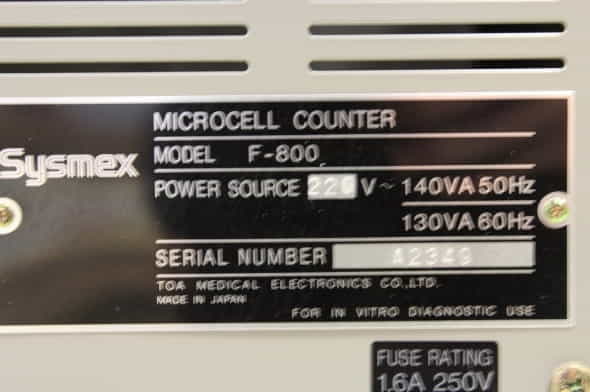 MICROCELL COUNTER
Sysmex
MODEL F-800
POWER SOURCE 220 V~ 140VA 50Hz
130VA 60Hz
SERIAL NUMBER A2349
TOA MEDICAL ELECTRONICS CO.,LTD.
MADE IN JAPAN
FOR IN VITRO DIAGNOSTIC USE
FUSE RATING
1.6A 250V